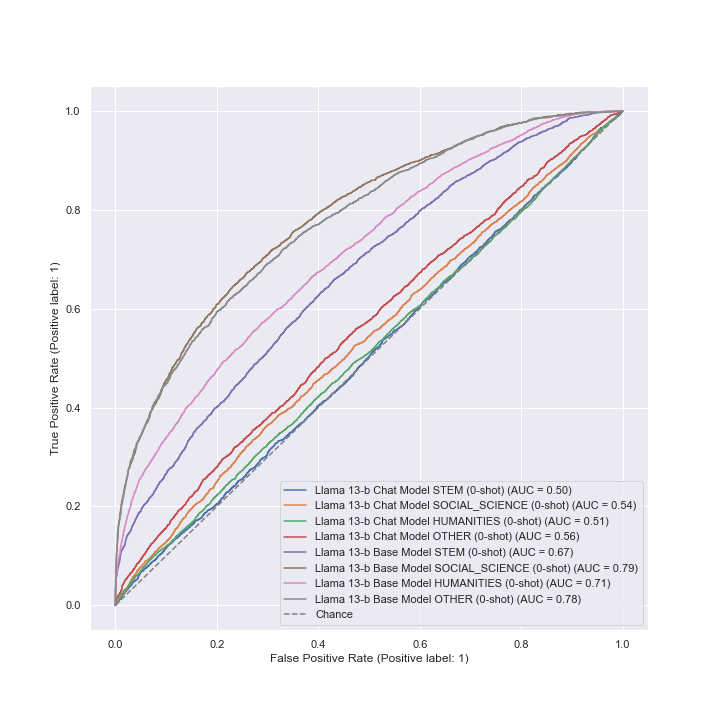 1.0
0.8
0.6
0.4
0.2
0.0
True Positive Rate (Positive label: 1)
Llama 13-b Chat Model STEM (0-shot) (AUC = 0.50)
Llama 13-b Chat Model SOCIAL_SCIENCE (0-shot) (AUC = 0.54)
Llama 13-b Chat Model HUMANITIES (0-shot) (AUC = 0.51)
Llama 13-b Chat Model OTHER (0-shot) (AUC = 0.56)
Llama 13-b Base Model STEM (0-shot) (AUC = 0.67)
Llama 13-b Base Model SOCIAL_SCIENCE (0-shot) (AUC = 0.79)
Llama 13-b Base Model HUMANITIES (0-shot) (AUC = 0.71)
Llama 13-b Base Model OTHER (0-shot) (AUC = 0.78)
Chance
0.0 0.2 0.4 0.6 0.8 1.0
False Positive Rate (Positive label: 1)